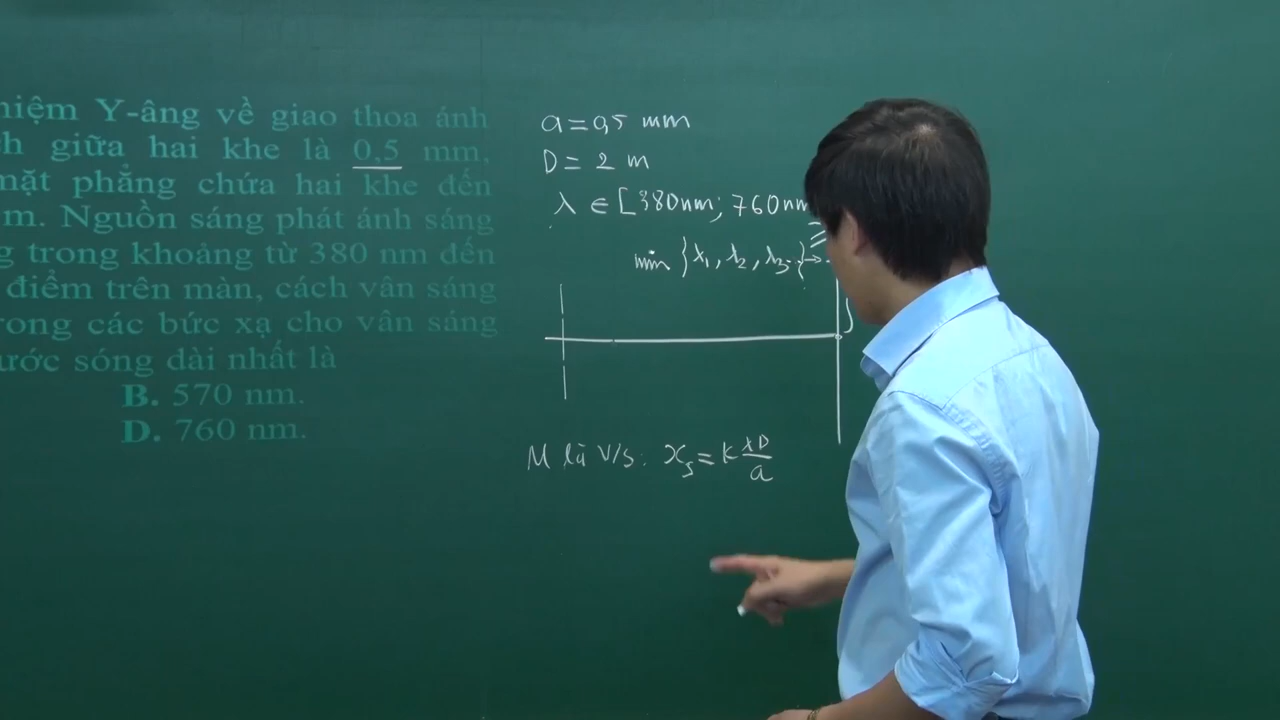 niệm Y-âng về giao thoa ánh
ch giữa hai khe là 0,5 mm,
mặt phẳng chứa hai khe đến
m. Nguồn sáng phát ánh sáng
g trong khoảng từ 380 nm đến
điểm trên màn, cách vân sáng
rong các bức xạ cho vân sáng
ước sóng dài nhất là
B. 570 nm.
D. 760 nm.
a = 0,5 mm
D = 2 m
λ ∈ [380nm; 760nm
min {λ1, λ2, λ3..} →
M là V/s: xs = k λD/a